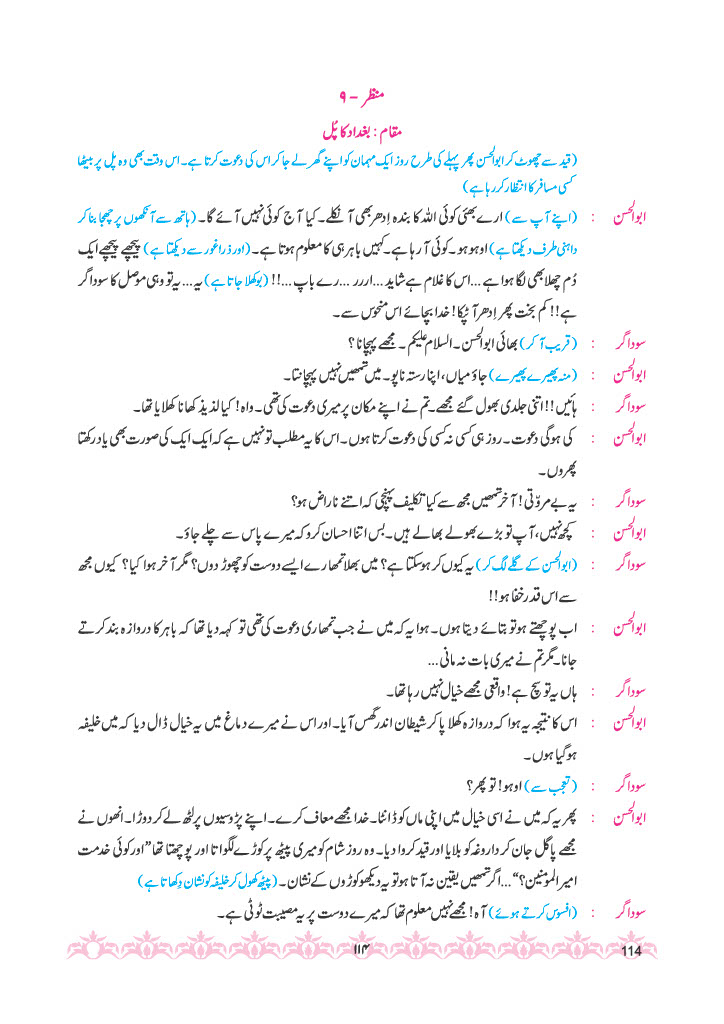 منظر - ۹
مقام : بغداد کا پُل
(قید سے چھوٹ کر ابوالحسن پھر پہلے کی طرح روز ایک مہمان کو اپنے گھر لے جا کر اس کی دعوت کرتا ہے۔ اس وقت بھی وہ پل پر بیٹھا
کسی مسافر کا انتظار کر رہا ہے)
ابوالحسن : (اپنے آپ سے) ارے بھئی کوئی اللہ کا بندہ اِدھر بھی آ نکلے۔ کیا آج کوئی نہیں آئے گا۔ (ہاتھ سے آنکھوں پر چھجا بنا کر
داہنی طرف دیکھتا ہے) اوہو ہو۔ کوئی آ رہا ہے۔ کہیں باہر ہی کا معلوم ہوتا ہے۔ (اور ذرا غور سے دیکھتا ہے) پیچھے پیچھے ایک
دُم چھلا بھی لگا ہوا ہے... اس کا غلام ہے شاید... اررر... رے باپ...!! (بوکھلا جاتا ہے) یہ... یہ تو وہی موصل کا سوداگر
ہے!! کم بخت پھر اِدھر آ ٹپکا! خدا بچائے اس منحوس سے۔
سوداگر : (قریب آ کر) بھائی ابوالحسن۔ السلام علیکم۔ مجھے پہچانا؟
ابوالحسن : (منہ پھیرے پھیرے) جاؤ میاں، اپنا رستہ ناپو۔ میں تمھیں نہیں پہچانتا۔
سوداگر : ہائیں!! اتنی جلدی بھول گئے مجھے۔ تم نے اپنے مکان پر میری دعوت کی تھی۔ واہ! کیا لذیذ کھانا کھلایا تھا۔
ابوالحسن : کی ہوگی دعوت۔ روز ہی کسی نہ کسی کی دعوت کرتا ہوں۔ اس کا یہ مطلب تو نہیں ہے کہ ایک ایک کی صورت بھی یاد رکھتا
پھروں۔
سوداگر : یہ بے مروّتی! آخر تمھیں مجھ سے کیا تکلیف پہنچی کہ اتنے ناراض ہو؟
ابوالحسن : کچھ نہیں، آپ تو بڑے بھولے بھالے ہیں۔ بس اتنا احسان کرو کہ میرے پاس سے چلے جاؤ۔
سوداگر : (ابوالحسن کے گلے لگ کر) یہ کیوں کر ہو سکتا ہے؟ میں بھلا تمھارے ایسے دوست کو چھوڑ دوں؟ مگر آخر ہوا کیا؟ کیوں مجھ
سے اس قدر خفا ہو!!
ابوالحسن : اب پوچھتے ہو تو بتائے دیتا ہوں۔ ہوا یہ کہ میں نے جب تمھاری دعوت کی تھی تو کہہ دیا تھا کہ باہر کا دروازہ بند کرتے
جانا۔ مگر تم نے میری بات نہ مانی...
سوداگر : ہاں یہ تو سچ ہے! واقعی مجھے خیال نہیں رہا تھا۔
ابوالحسن : اس کا نتیجہ یہ ہوا کہ دروازہ کھلا پا کر شیطان اندر گھس آیا۔ اور اس نے میرے دماغ میں یہ خیال ڈال دیا کہ میں خلیفہ
ہو گیا ہوں۔
سوداگر : (تعجب سے) اوہو! تو پھر؟
ابوالحسن : پھر یہ کہ میں نے اسی خیال میں اپنی ماں کو ڈانٹا۔ خدا مجھے معاف کرے۔ اپنے پڑوسیوں پر لٹھ لے کر دوڑا۔ انھوں نے
مجھے پاگل جان کر داروغہ کو بلایا اور قید کروا دیا۔ وہ روز شام کو میری پیٹھ پر کوڑے لگواتا اور پوچھتا تھا "اور کوئی خدمت
امیر المومنین؟"... اگر تمھیں یقین نہ آتا ہو تو یہ دیکھو کوڑوں کے نشان۔ (پیٹھ کھول کر خلیفہ کو نشان دِکھاتا ہے)
سوداگر : (افسوس کرتے ہوئے) آہ! مجھے نہیں معلوم تھا کہ میرے دوست پر یہ مصیبت ٹوٹی ہے۔
۱۱۴
114